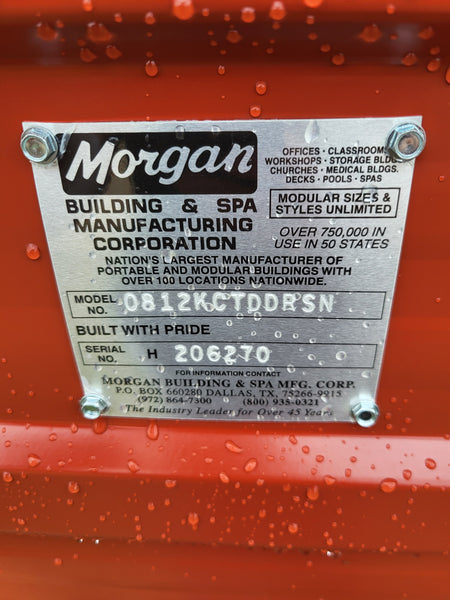 Morgan
BUILDING & SPA
MANUFACTURING
CORPORATION
OFFICES · CLASSROOMS
WORKSHOPS · STORAGE BLDGS
CHURCHES · MEDICAL BLDGS.
DECKS · POOLS · SPAS
MODULAR SIZES &
STYLES UNLIMITED
OVER 750,000 IN
USE IN 50 STATES
NATION'S LARGEST MANUFACTURER OF
PORTABLE AND MODULAR BUILDINGS WITH
OVER 100 LOCATIONS NATIONWIDE.
MODEL NO. 0812KCTDDRSN
BUILT WITH PRIDE
SERIAL NO. H 206270
FOR INFORMATION CONTACT
MORGAN BUILDING & SPA MFG. CORP.
P.O. BOX 660280 DALLAS, TX, 75266-9915
(972) 864-7300 (800) 935-0321
The Industry Leader for Over 45 Years